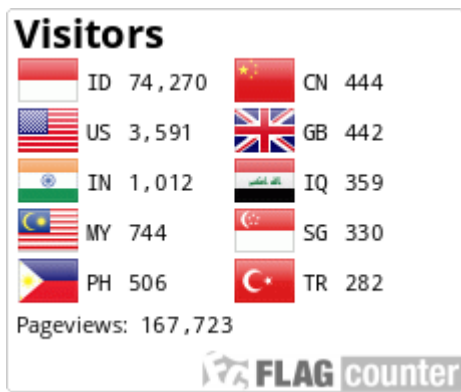 Visitors
ID 74,270
US 3,591
IN 1,012
MY 744
PH 506
CN 444
GB 442
IQ 359
SG 330
TR 282
Pageviews: 167,723
FLAG counter